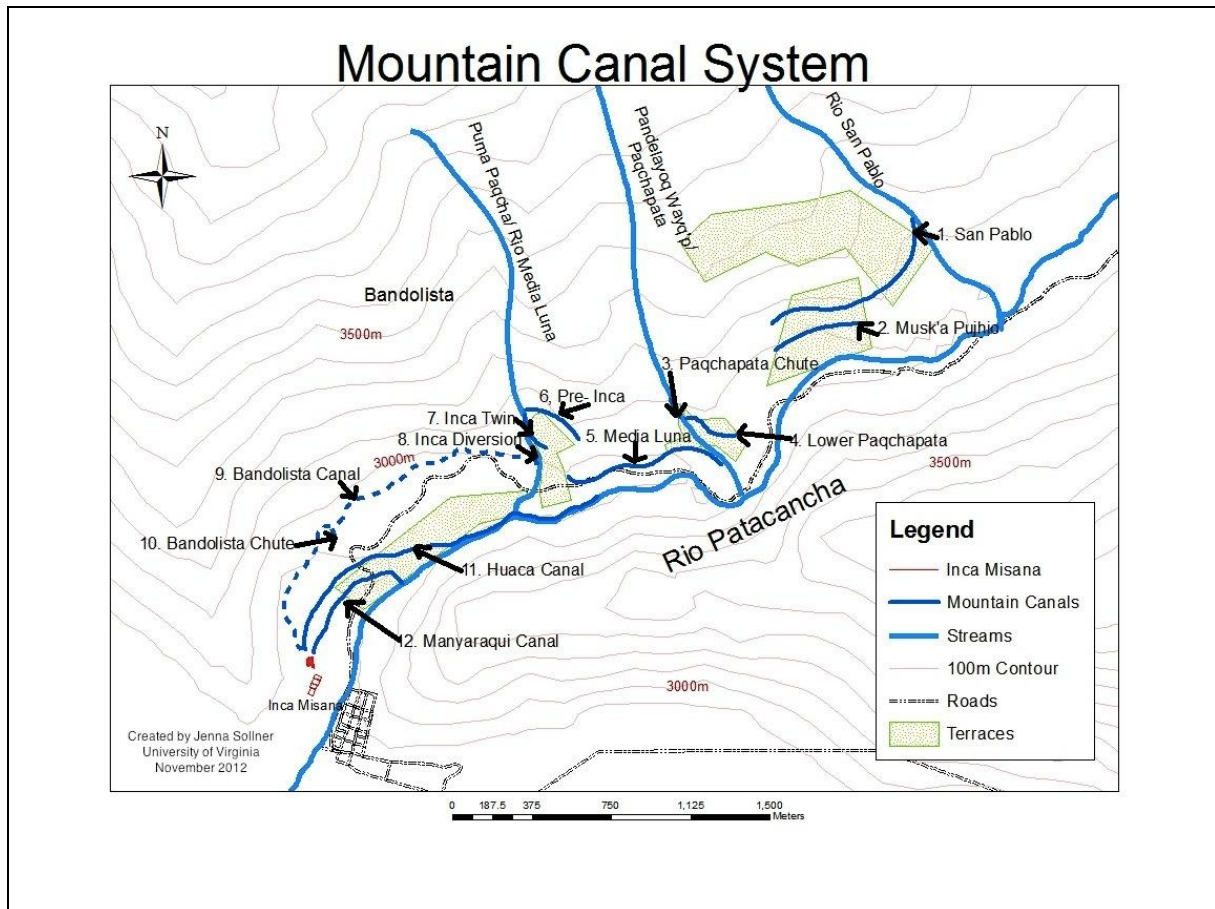 Mountain Canal System
N
Puma Paqcha/ Rio Media Luna
Pandelayoq Wayq'p/
Paqchapata
Rio San Pablo
1. San Pablo
Bandolista
3500m
2. Musk'a Pujhio
3. Paqchapata Chute
6, Pre- Inca
7. Inca Twin
8. Inca Diversion
5. Media Luna
4. Lower Paqchapata
3000m
3500m
9. Bandolista Canal
10. Bandolista Chute
Rio Patacancha
11. Huaca Canal
12. Manyaraqui Canal
3000m
Inca Misana
Created by Jenna Sollner
University of Virginia
November 2012
Legend
Inca Misana
Mountain Canals
Streams
100m Contour
Roads
Terraces
0 187.5 375 750 1,125 1,500
Meters